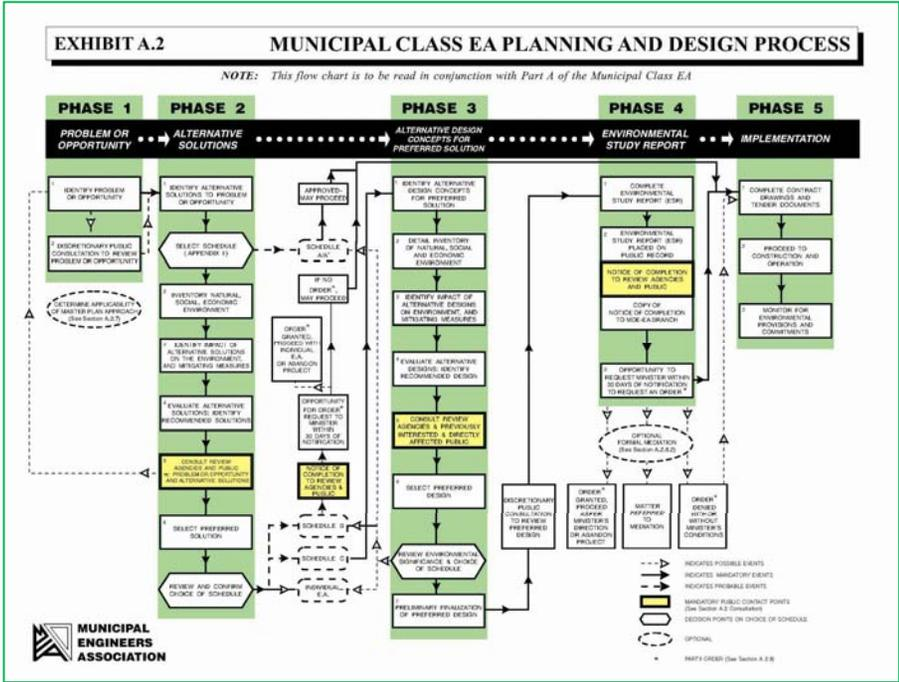 EXHIBIT A.2
MUNICIPAL CLASS EA PLANNING AND DESIGN PROCESS
NOTE: This flow chart is to be read in conjunction with Part A of the Municipal Class EA
PHASE 1
PHASE 2
PHASE 3
PHASE 4
PHASE 5
PROBLEM OR
OPPORTUNITY
ALTERNATIVE
SOLUTIONS
ALTERNATIVE DESIGN
CONCEPTS FOR
PREFERRED SOLUTION
ENVIRONMENTAL
STUDY REPORT
IMPLEMENTATION
1
IDENTIFY PROBLEM
OR OPPORTUNITY
2
DISCRETIONARY PUBLIC
CONSULTATION TO REVIEW
PROBLEM OR OPPORTUNITY
DETERMINE APPLICABILITY
OF MASTER PLAN APPROACH
(See Section A.2.7)
1
IDENTIFY ALTERNATIVE
SOLUTIONS TO PROBLEM
OR OPPORTUNITY
SELECT SCHEDULE
(APPENDIX I)
2
INVENTORY NATURAL,
SOCIAL, ECONOMIC
ENVIRONMENT
IDENTIFY IMPACT OF
ALTERNATIVE SOLUTIONS
ON THE ENVIRONMENT,
AND MITIGATING MEASURES
EVALUATE ALTERNATIVE
SOLUTIONS: IDENTIFY
RECOMMENDED SOLUTIONS
CONSULT REVIEW
AGENCIES AND PUBLIC
re: PROBLEM OR OPPORTUNITY
AND ALTERNATIVE SOLUTIONS
SELECT PREFERRED
SOLUTION
REVIEW AND CONFIRM
CHOICE OF SCHEDULE
APPROVED-
MAY PROCEED
SCHEDULE
IF NO
ORDER*,
MAY PROCEED
ORDER*
GRANTED,
PROCEED WITH
INDIVIDUAL
E.A.
OR ABANDON
PROJECT
OPPORTUNITY
FOR ORDER*
REQUEST TO
MINISTER
WITHIN
30 DAYS OF
NOTIFICATION
NOTICE OF
COMPLETION
TO REVIEW
AGENCIES &
PUBLIC
SCHEDULE B
SCHEDULE C
INDIVIDUAL
E.A.
IDENTIFY ALTERNATIVE
DESIGN CONCEPTS
FOR PREFERRED
SOLUTION
2
DETAIL INVENTORY
OF NATURAL, SOCIAL
AND ECONOMIC
ENVIRONMENT
3
IDENTIFY IMPACT OF
ALTERNATIVE DESIGNS
ON ENVIRONMENT, AND
MITIGATING MEASURES
4
EVALUATE ALTERNATIVE
DESIGNS: IDENTIFY
RECOMMENDED DESIGN
CONSULT REVIEW
AGENCIES & PREVIOUSLY
INTERESTED & DIRECTLY
AFFECTED PUBLIC
SELECT PREFERRED
DESIGN
REVIEW ENVIRONMENTAL
SIGNIFICANCE & CHOICE
OF SCHEDULE
PRELIMINARY FINALIZATION
OF PREFERRED DESIGN
DISCRETIONARY
PUBLIC
CONSULTATION
TO REVIEW
PREFERRED
DESIGN
1
COMPLETE
ENVIRONMENTAL
STUDY REPORT (ESR)
2
ENVIRONMENTAL
STUDY REPORT (ESR)
PLACED ON
PUBLIC RECORD
NOTICE OF COMPLETION
TO REVIEW AGENCIES
AND PUBLIC
COPY OF
NOTICE OF COMPLETION
TO MOE-EA BRANCH
OPPORTUNITY TO
REQUEST MINISTER WITHIN
30 DAYS OF NOTIFICATION
TO REQUEST AN ORDER*
OPTIONAL
FORMAL MEDIATION
(See Section A.2.8.2)
ORDER*
GRANTED,
PROCEED
AS PER
MINISTER'S
DIRECTION
OR ABANDON
PROJECT
MATTER
REFERRED
TO
MEDIATION
ORDER*
DENIED
WITH OR
WITHOUT
MINISTER'S
CONDITIONS
COMPLETE CONTRACT
DRAWINGS AND
TENDER DOCUMENTS
2
PROCEED TO
CONSTRUCTION AND
OPERATION
3
MONITOR FOR
ENVIRONMENTAL
PROVISIONS AND
COMMITMENTS
INDICATES POSSIBLE EVENTS
INDICATES MANDATORY EVENTS
INDICATES PROBABLE EVENTS
MANDATORY PUBLIC CONTACT POINTS
(See Section A.3 Consultation)
DECISION POINTS ON CHOICE OF SCHEDULE
OPTIONAL
* PART II ORDER (See Section A.2.8)
MUNICIPAL
ENGINEERS
ASSOCIATION